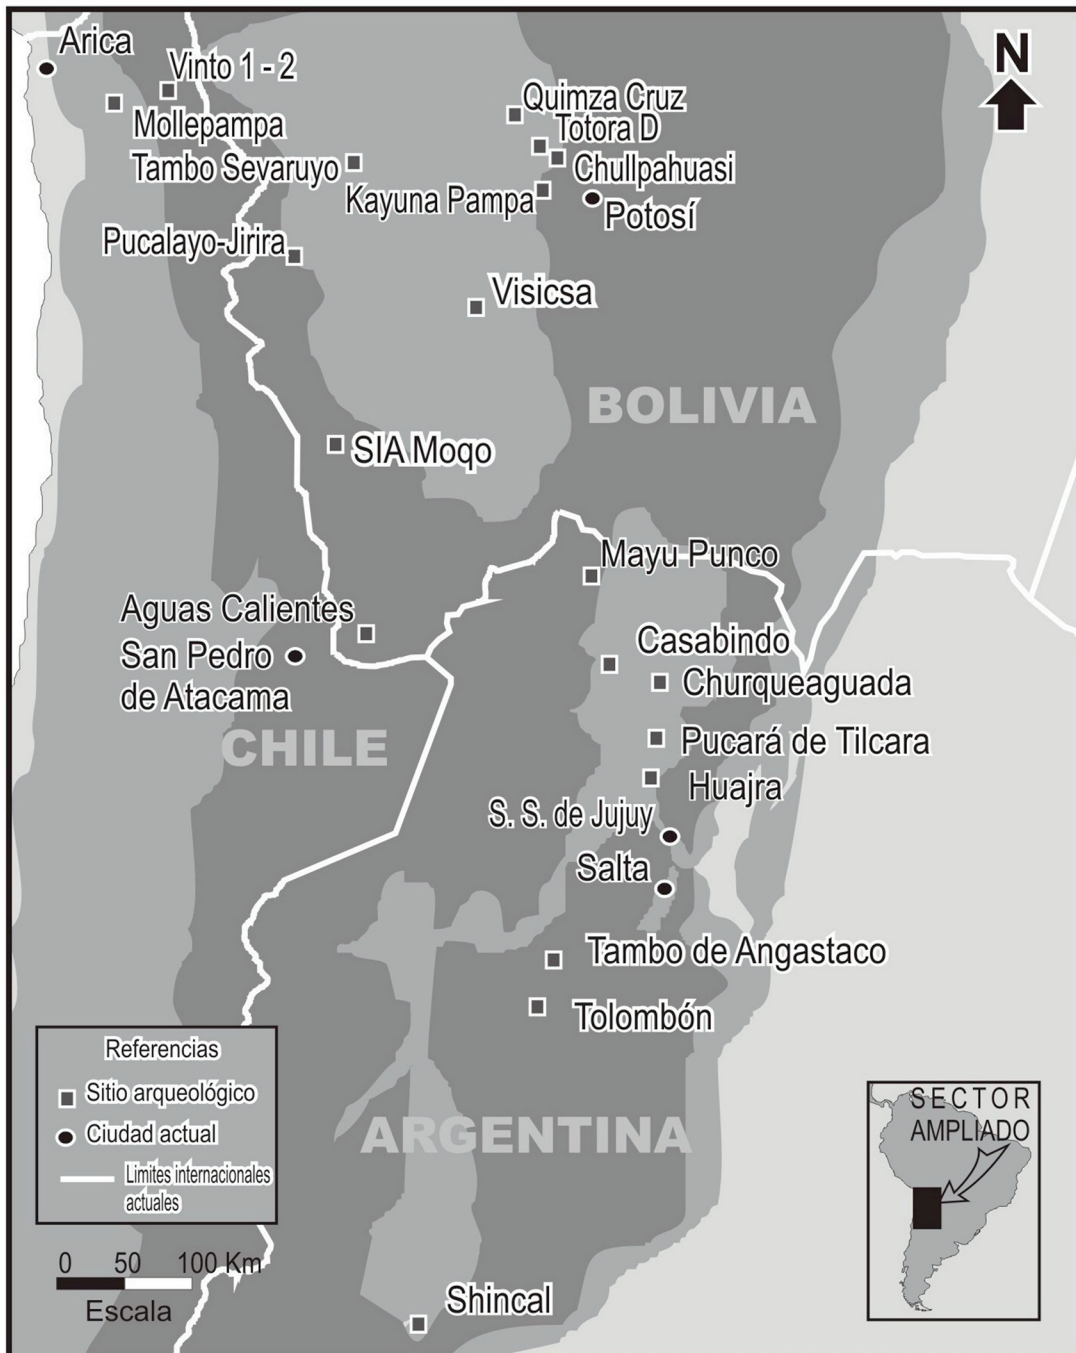 Arica
Vinto 1 - 2
N
Quimza Cruz
Mollepampa
Totora D
Tambo Sevaruyo
Chullpahuasi
Kayuna Pampa
Potosí
Pucalayo-Jirira
Visicsa
BOLIVIA
SIA Moqo
Mayu Punco
Aguas Calientes
Casabindo
San Pedro
de Atacama
Churqueaguada
CHILE
Pucará de Tilcara
Huajra
S. S. de Jujuy
Salta
Tambo de Angastaco
Tolombón
ARGENTINA
Referencias
Sitio arqueológico
Ciudad actual
Limites internacionales
actuales
SECTOR
AMPLIADO
0 50 100 Km
Escala
Shincal